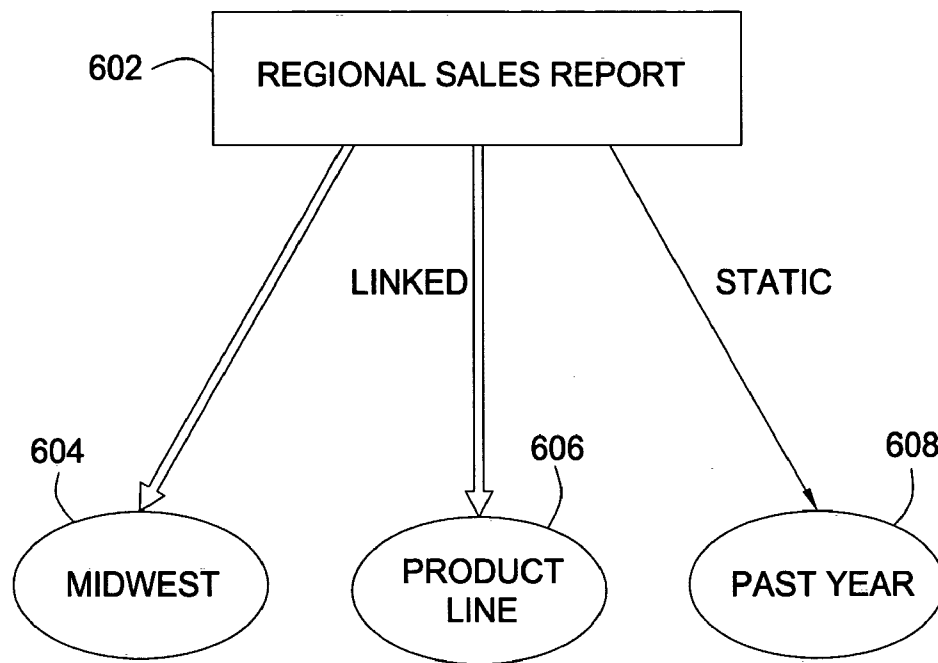 602
REGIONAL SALES REPORT
LINKED
STATIC
604
606
608
MIDWEST
PRODUCT
LINE
PAST YEAR